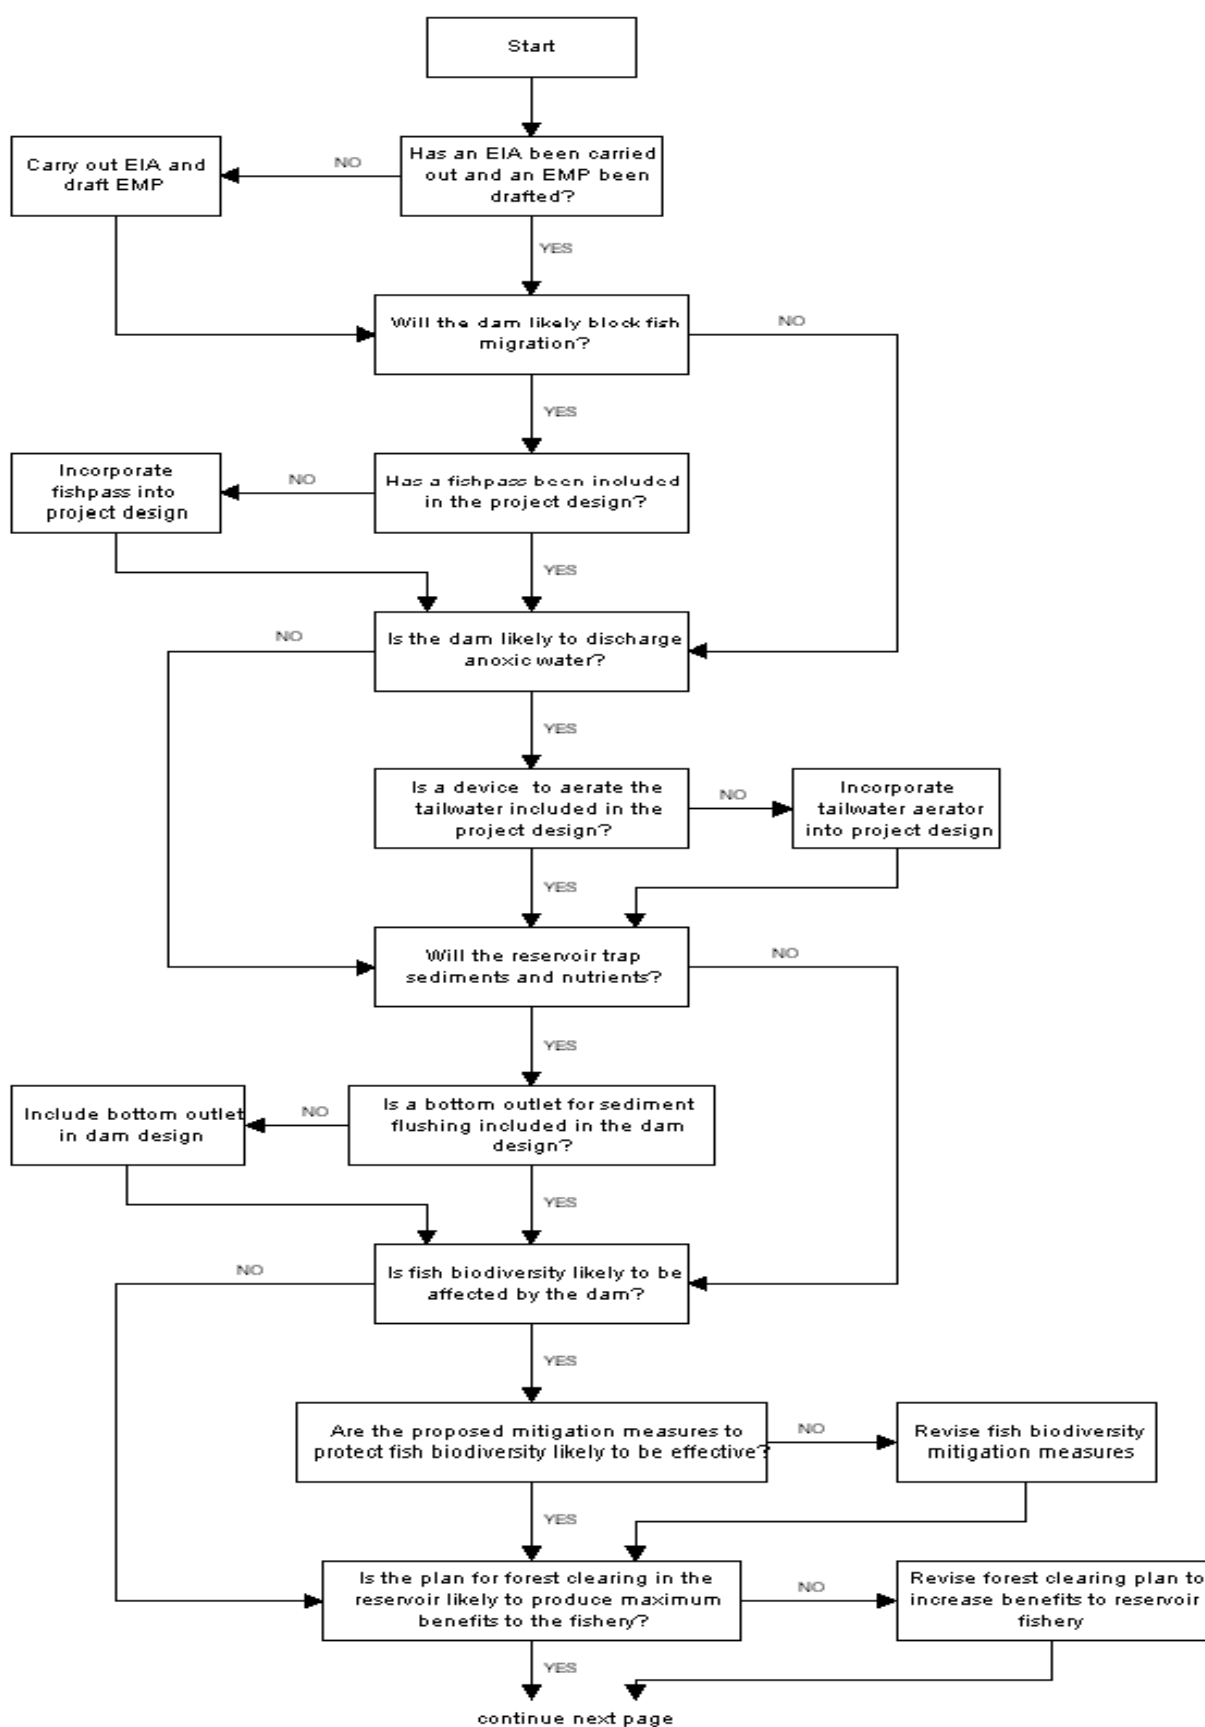 Start
Has an EIA been carried
out and an EMP been
drafted?
NO
Carry out EIA and
draft EMP
YES
Will the dam likely block fish
migration?
NO
YES
Has a fishpass been included
in the project design?
NO
Incorporate
fishpass into
project design
YES
Is the dam likely to discharge
anoxic water?
NO
YES
Is a device to aerate the
tailwater included in the
project design?
NO
Incorporate
tailwater aerator
into project design
YES
Will the reservoir trap
sediments and nutrients?
NO
YES
Is a bottom outlet for sediment
flushing included in the dam
design?
NO
Include bottom outlet
in dam design
YES
Is fish biodiversity likely to be
affected by the dam?
NO
YES
Are the proposed mitigation measures to
protect fish biodiversity likely to be effective?
NO
Revise fish biodiversity
mitigation measures
YES
Is the plan for forest clearing in the
reservoir likely to produce maximum
benefits to the fishery?
NO
Revise forest clearing plan to
increase benefits to reservoir
fishery
YES
continue next page